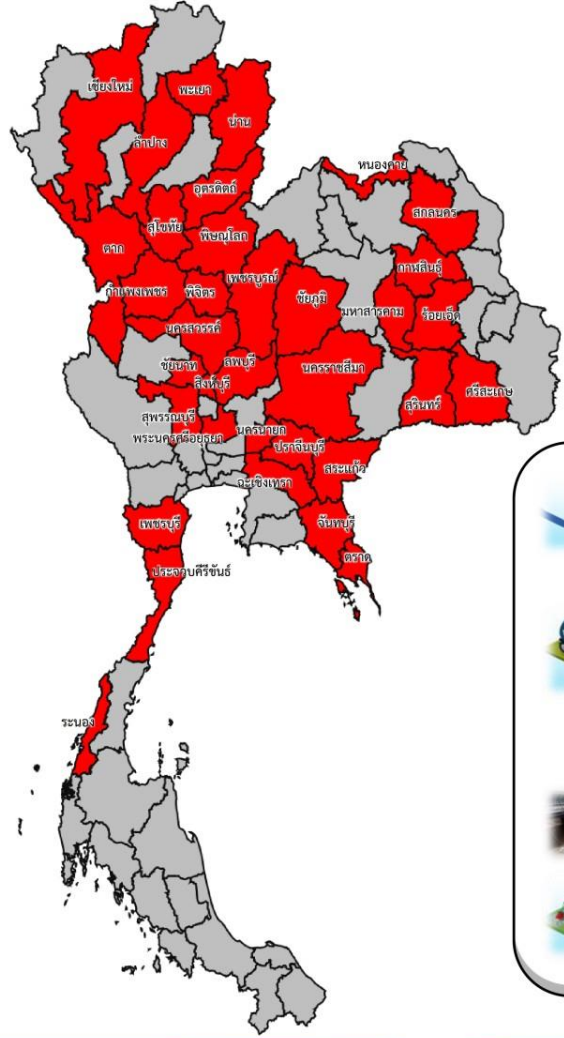 เชียงใหม่
พะเยา
น่าน
ลำปาง
อุตรดิตถ์
หนองคาย
สกลนคร
สุโขทัย
พิษณุโลก
ตาก
เพชรบูรณ์
กาฬสินธุ์
กำแพงเพชร
พิจิตร
ชัยภูมิ
มหาสารคาม
ร้อยเอ็ด
นครสวรรค์
ชัยนาท
ลพบุรี
นครราชสีมา
สิงห์บุรี
สุรินทร์
ศรีสะเกษ
สุพรรณบุรี
นครนายก
พระนครศรีอยุธยา
ปราจีนบุรี
สระแก้ว
ฉะเชิงเทรา
เพชรบุรี
จันทบุรี
ตราด
ประจวบคีรีขันธ์
ระนอง